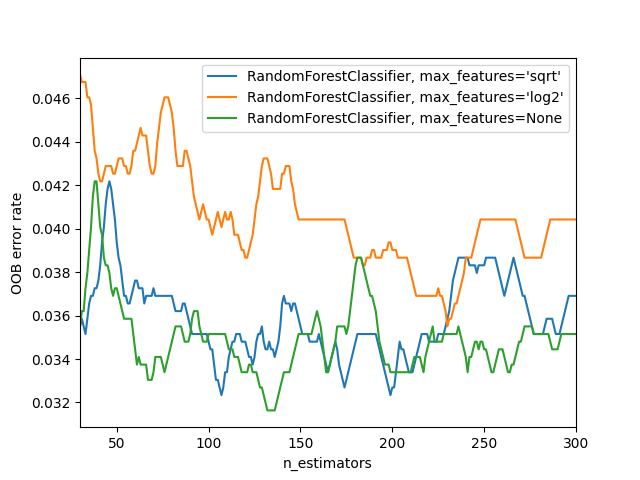 RandomForestClassifier, max_features='sqrt'
RandomForestClassifier, max_features='log2'
RandomForestClassifier, max_features=None
OOB error rate
0.046
0.044
0.042
0.040
0.038
0.036
0.034
0.032
50 100 150 200 250 300
n_estimators